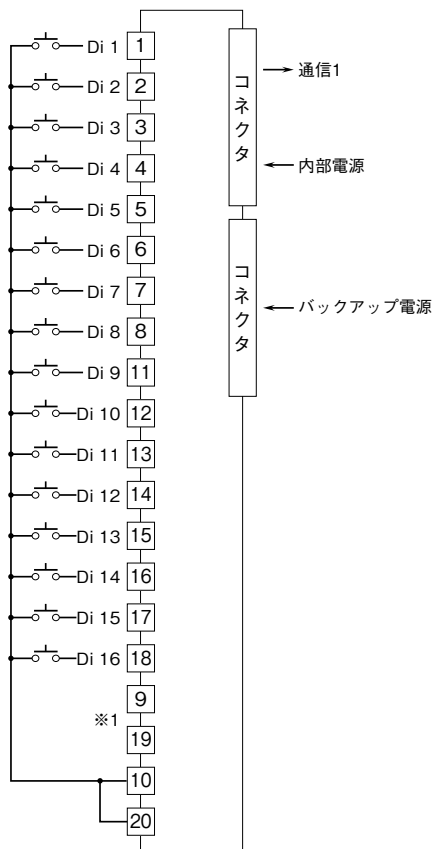 Di 1 1
Di 2 2
Di 3 3
Di 4 4
Di 5 5
Di 6 6
Di 7 7
Di 8 8
Di 9 11
Di 10 12
Di 11 13
Di 12 14
Di 13 15
Di 14 16
Di 15 17
Di 16 18
9
※1
19
10
20
コネクタ
通信1
内部電源
コネクタ
バックアップ電源